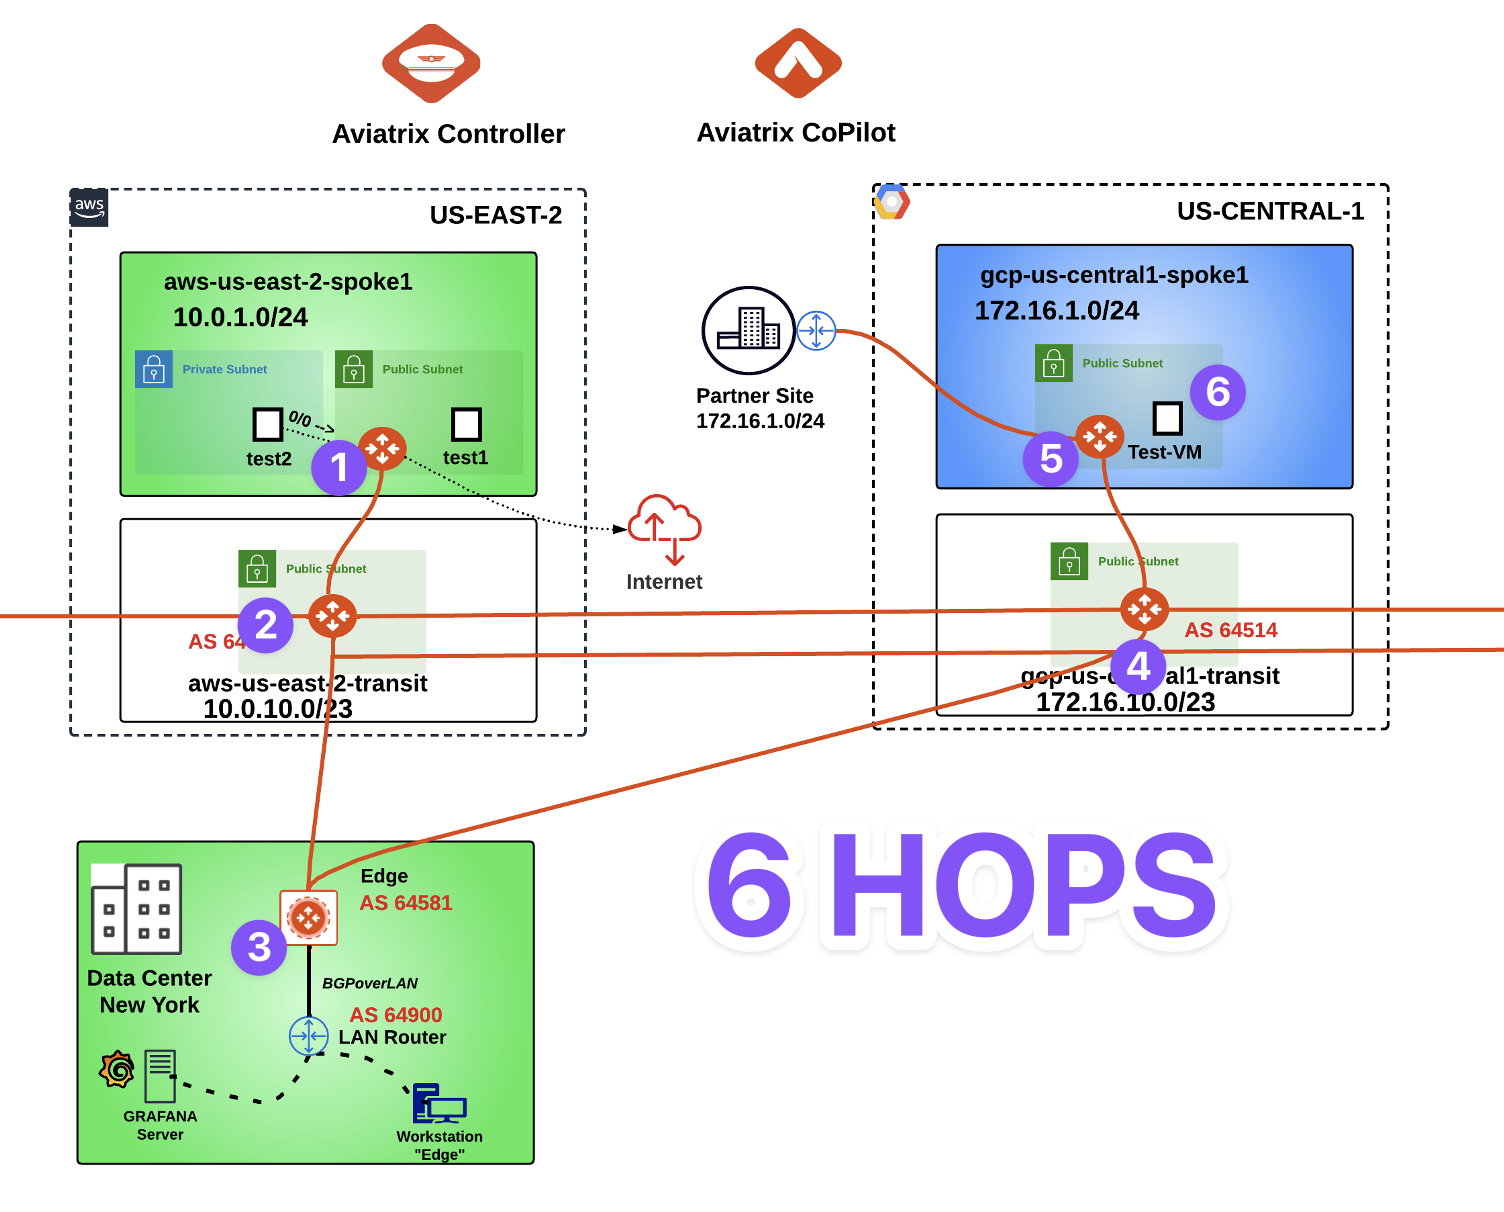 Aviatrix Controller
Aviatrix CoPilot
aws
US-EAST-2
aws-us-east-2-spoke1
10.0.1.0/24
Private Subnet
Public Subnet
0/0 -->
test2
test1
1
Internet
Public Subnet
2
AS 64
aws-us-east-2-transit
10.0.10.0/23
Partner Site
172.16.1.0/24
US-CENTRAL-1
gcp-us-central1-spoke1
172.16.1.0/24
Public Subnet
6
5
Test-VM
Public Subnet
AS 64514
4
gcp-us-c al1-transit
172.16.10.0/23
6 HOPS
Edge
AS 64581
3
Data Center
New York
BGPoverLAN
AS 64900
LAN Router
GRAFANA
Server
Workstation
"Edge"